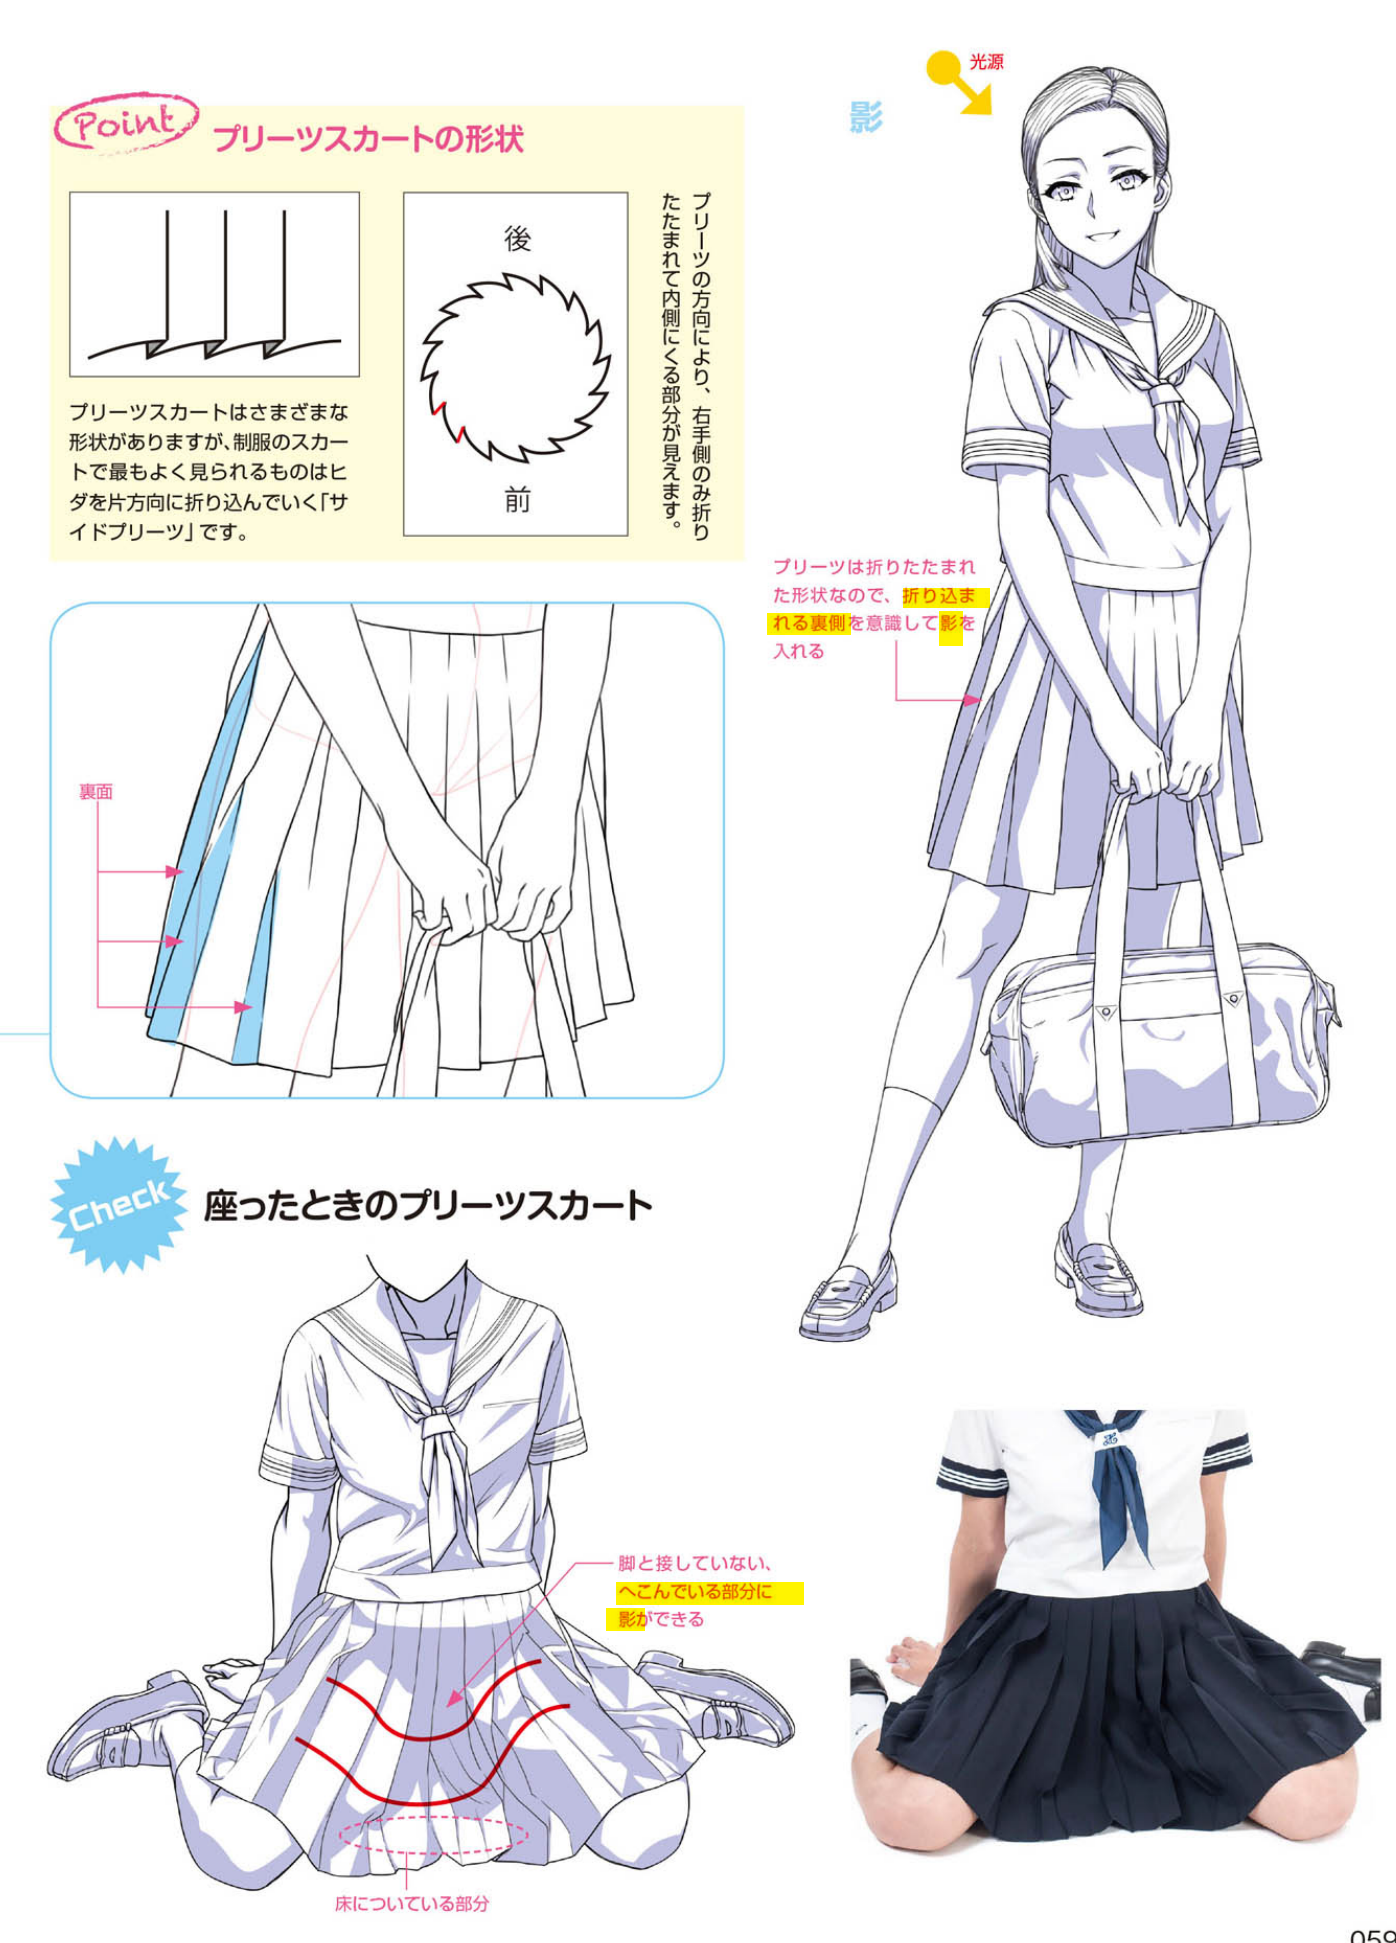 Point
プリーツスカートの形状
後
前
プリーツの方向により、右手側のみ折り
たたまれて内側にくる部分が見えます。
プリーツスカートはさまざまな
形状がありますが、制服のスカー
トで最もよく見られるものはヒ
ダを片方向に折り込んでいく「サ
イドプリーツ」です。
影
光源
プリーツは折りたたまれ
た形状なので、折り込ま
れる裏側を意識して影を
入れる
裏面
Check
座ったときのプリーツスカート
脚と接していない、
へこんでいる部分に
影ができる
床についている部分
059